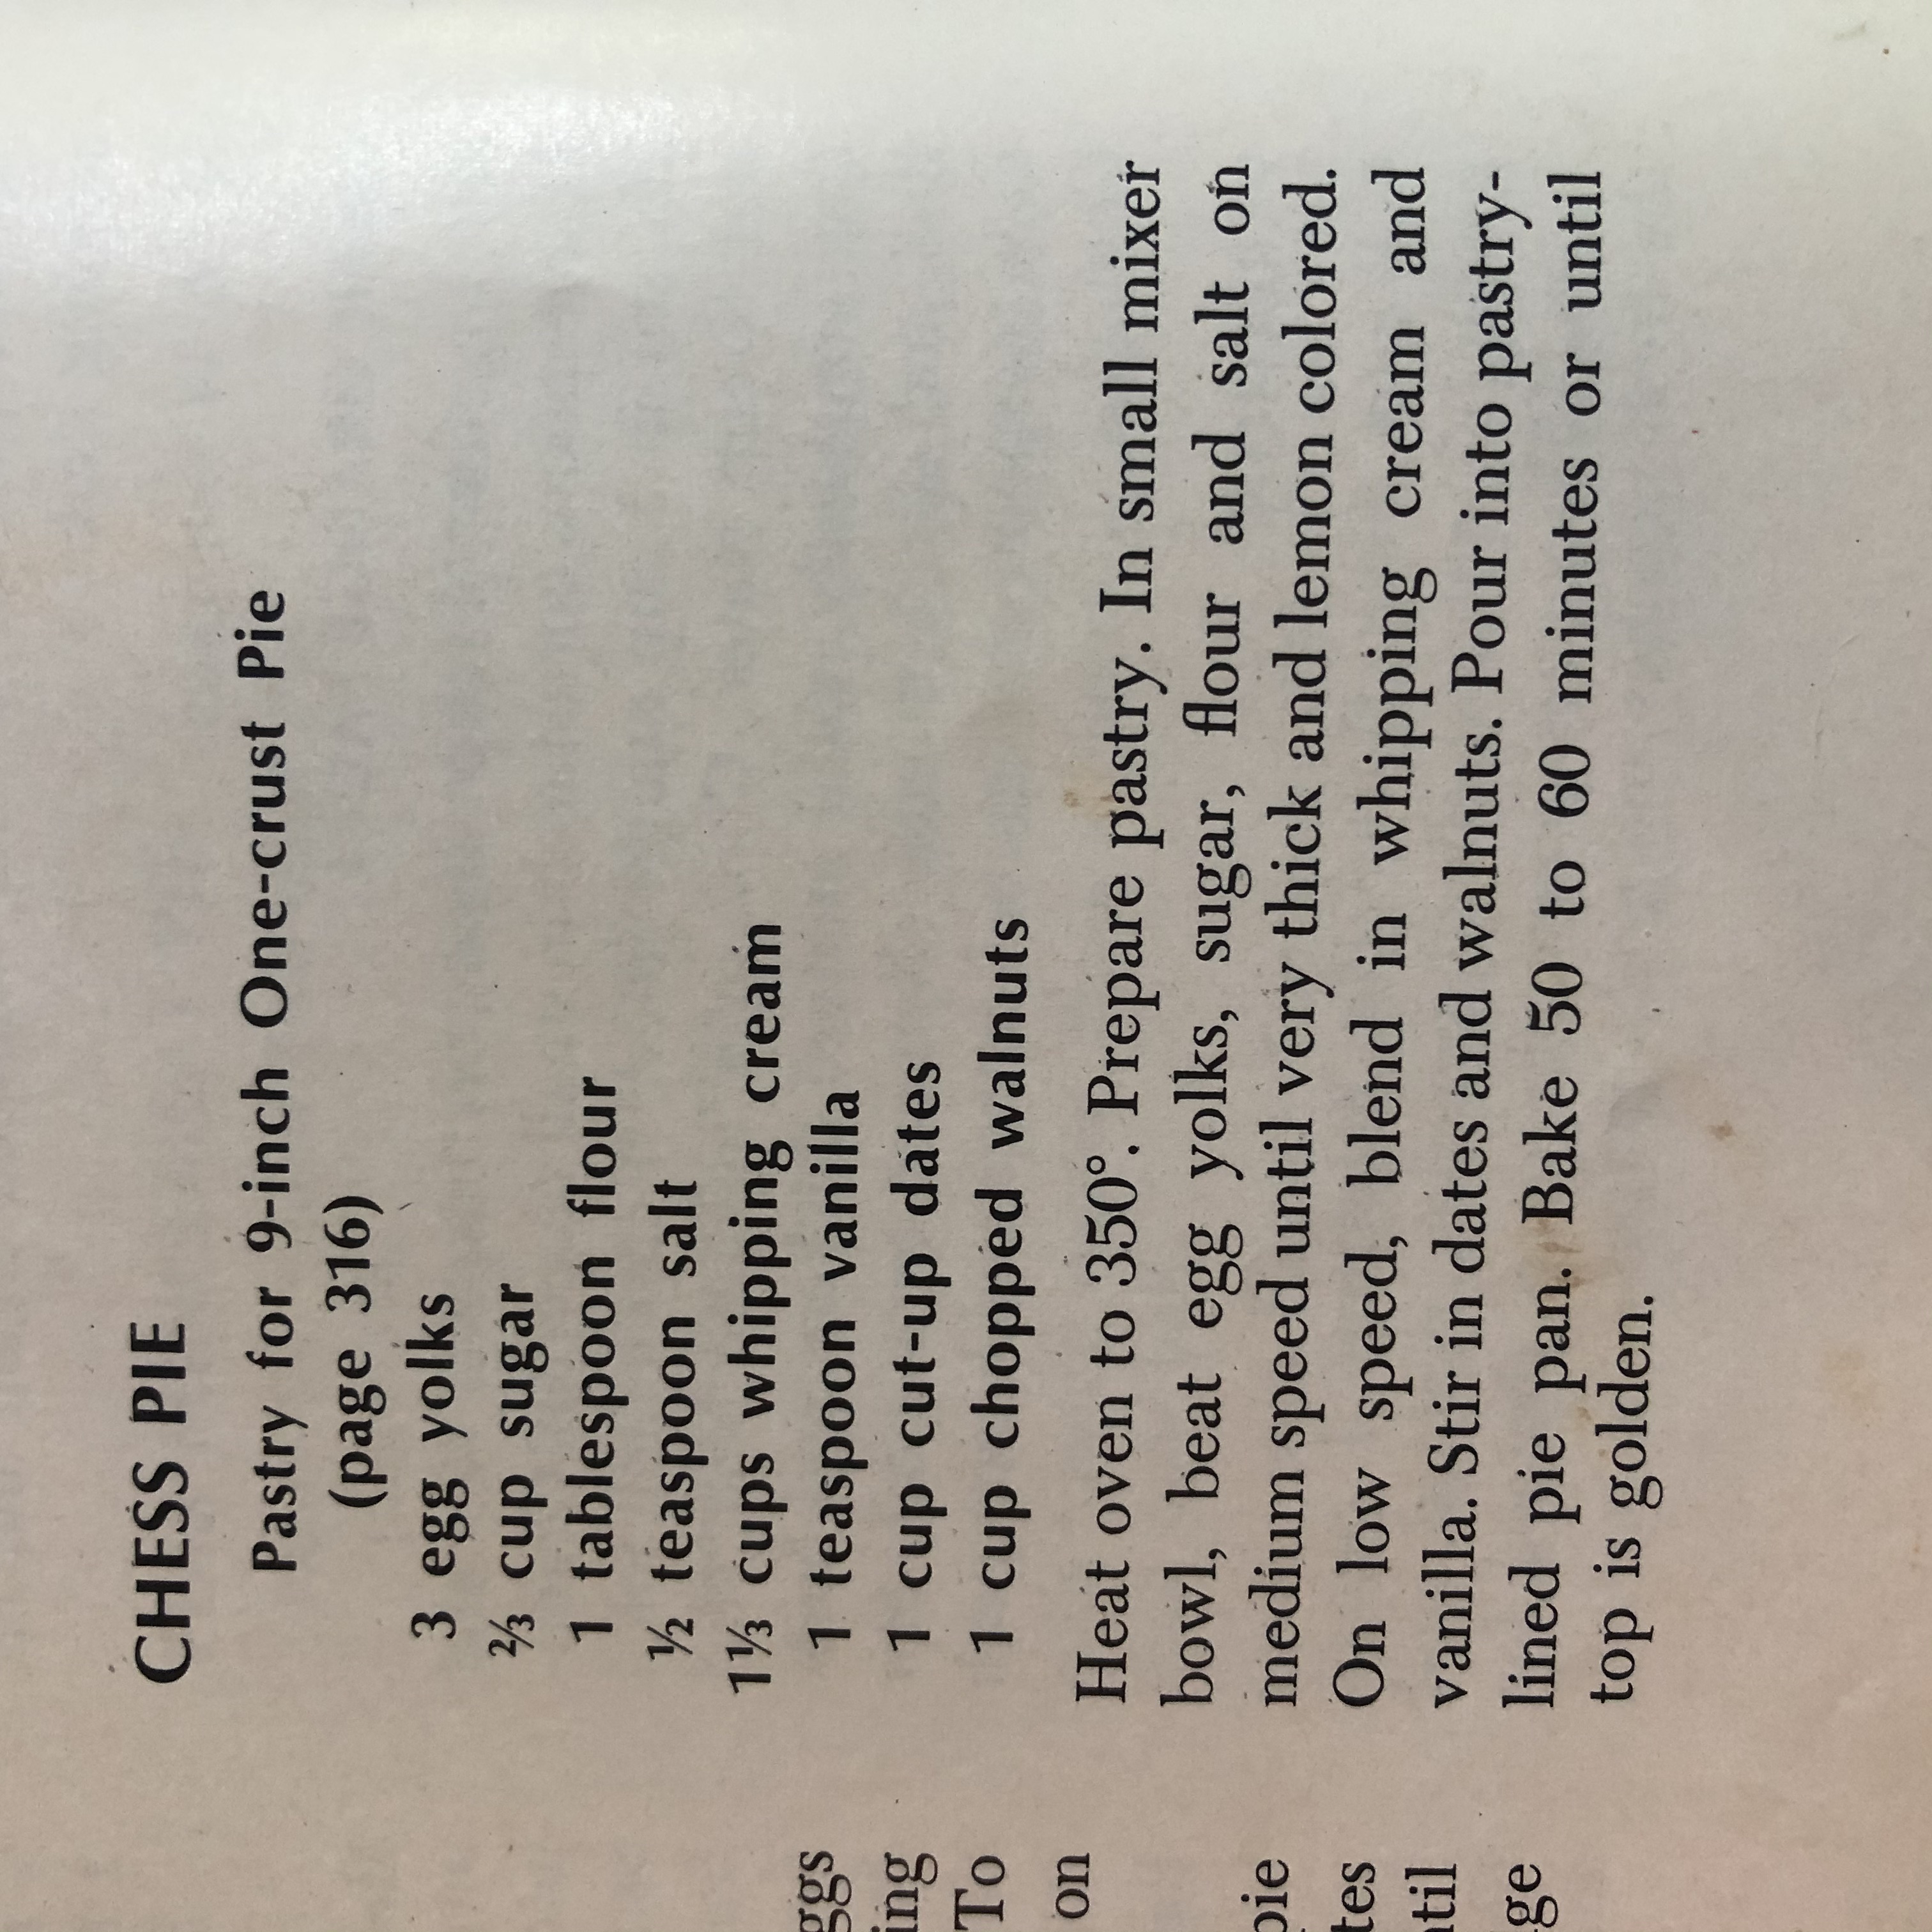 CHESS PIE
Pastry for 9-inch One-crust Pie
(page 316)
3 egg yolks
⅔ cup sugar
1 tablespoon flour
½ teaspoon salt
1⅓ cups whipping cream
1 teaspoon vanilla
1 cup cut-up dates
1 cup chopped walnuts
Heat oven to 350°. Prepare pastry. In small mixer
bowl, beat egg yolks, sugar, flour and salt on
medium speed until very thick and lemon colored.
On low speed, blend in whipping cream and
vanilla. Stir in dates and walnuts. Pour into pastry-
lined pie pan. Bake 50 to 60 minutes or until
top is golden.
ggs
ing
To
on
pie
tes
til
ge